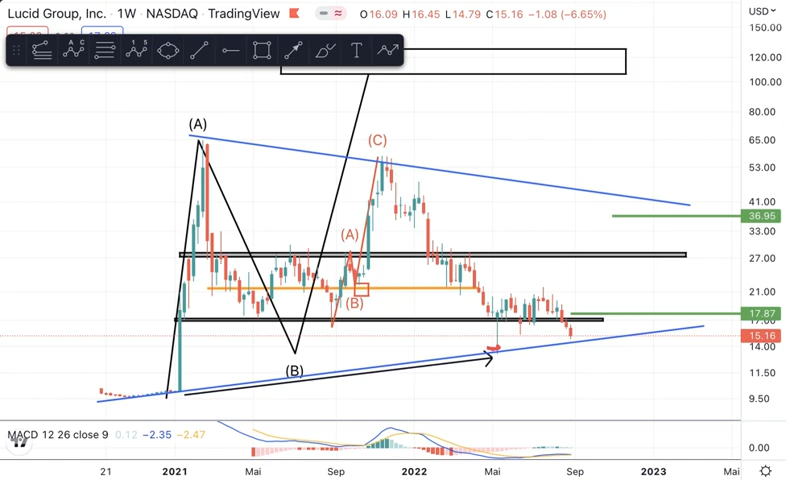 Lucid Group, Inc. · 1W · NASDAQ · TradingView O16.09 H16.45 L14.79 C15.16 −1.08 (−6.65%)
USD
150.00
120.00
100.00
80.00
65.00
53.00
41.00
36.95
33.00
27.00
21.00
17.87
15.16
14.00
11.50
9.50
(A)
(C)
(A)
(B)
(B)
MACD 12 26 close 9 0.12 −2.35 −2.47
0.00
21 2021 Mai Sep 2022 Mai Sep 2023 Mai